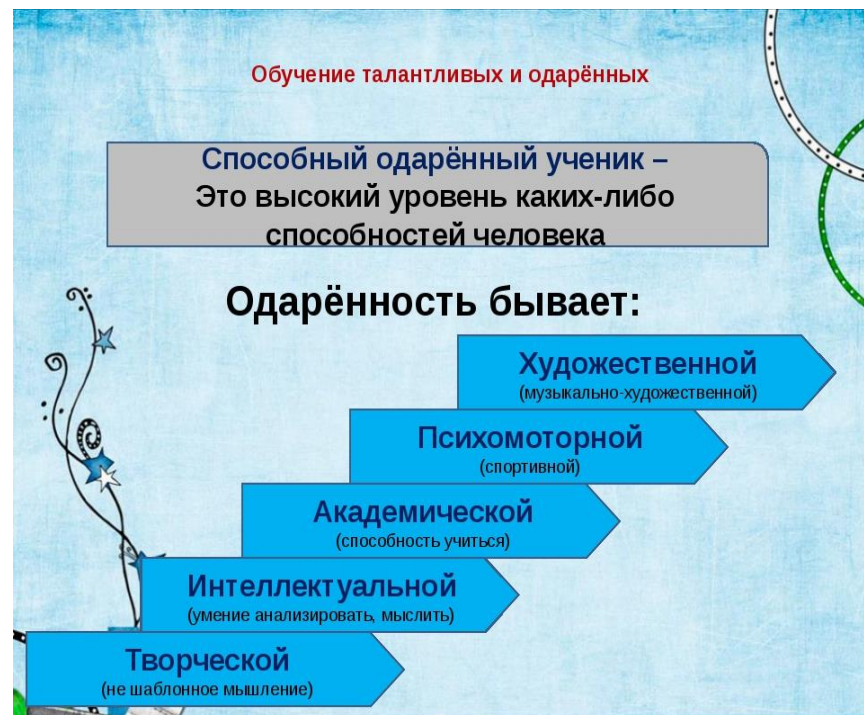 Обучение талантливых и одарённых
Способный одарённый ученик –
Это высокий уровень каких-либо
способностей человека
Одарённость бывает:
Художественной
(музыкально-художественной)
Психомоторной
(спортивной)
Академической
(способность учиться)
Интеллектуальной
(умение анализировать, мыслить)
Творческой
(не шаблонное мышление)